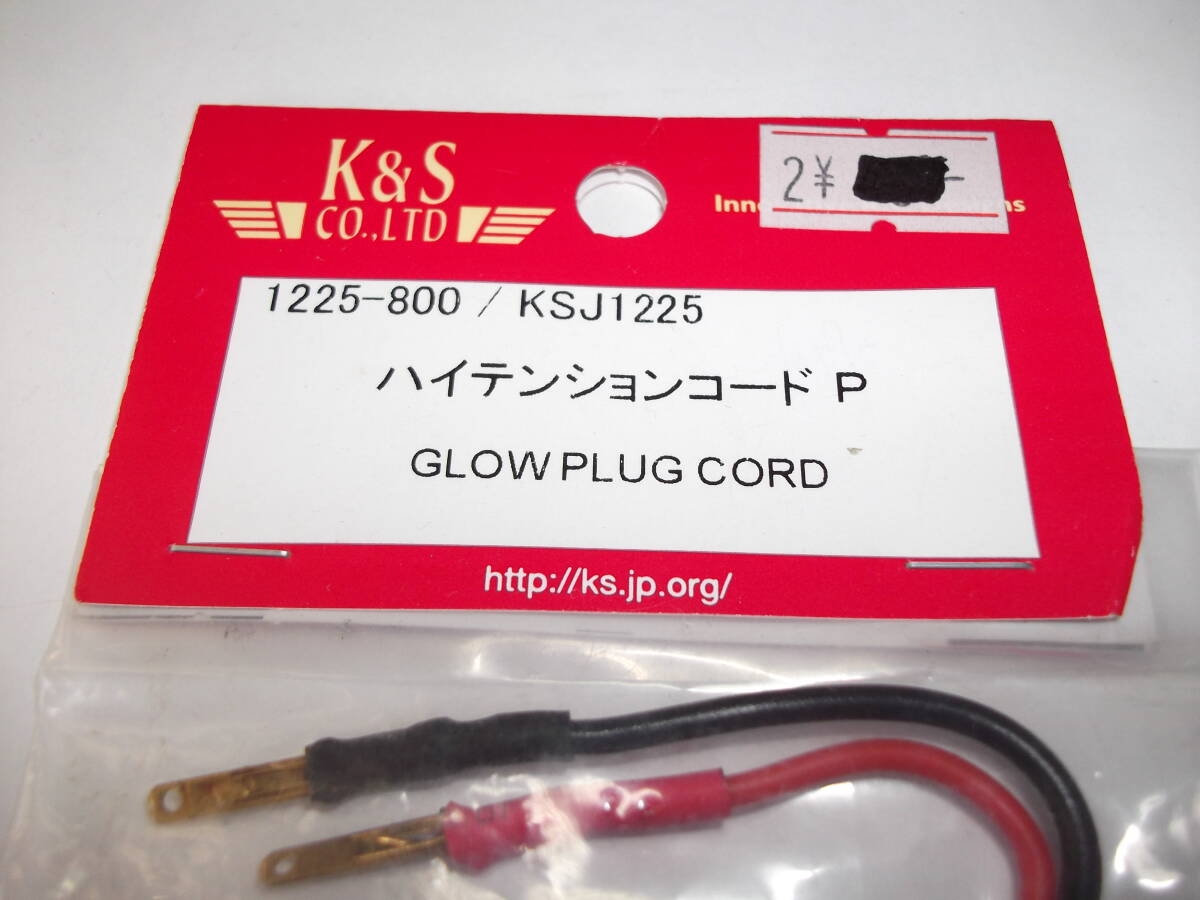 K&S
CO.,LTD
2¥ -
1225-800 / KSJ1225
ハイテンションコード P
GLOW PLUG CORD
http://ks.jp.org/